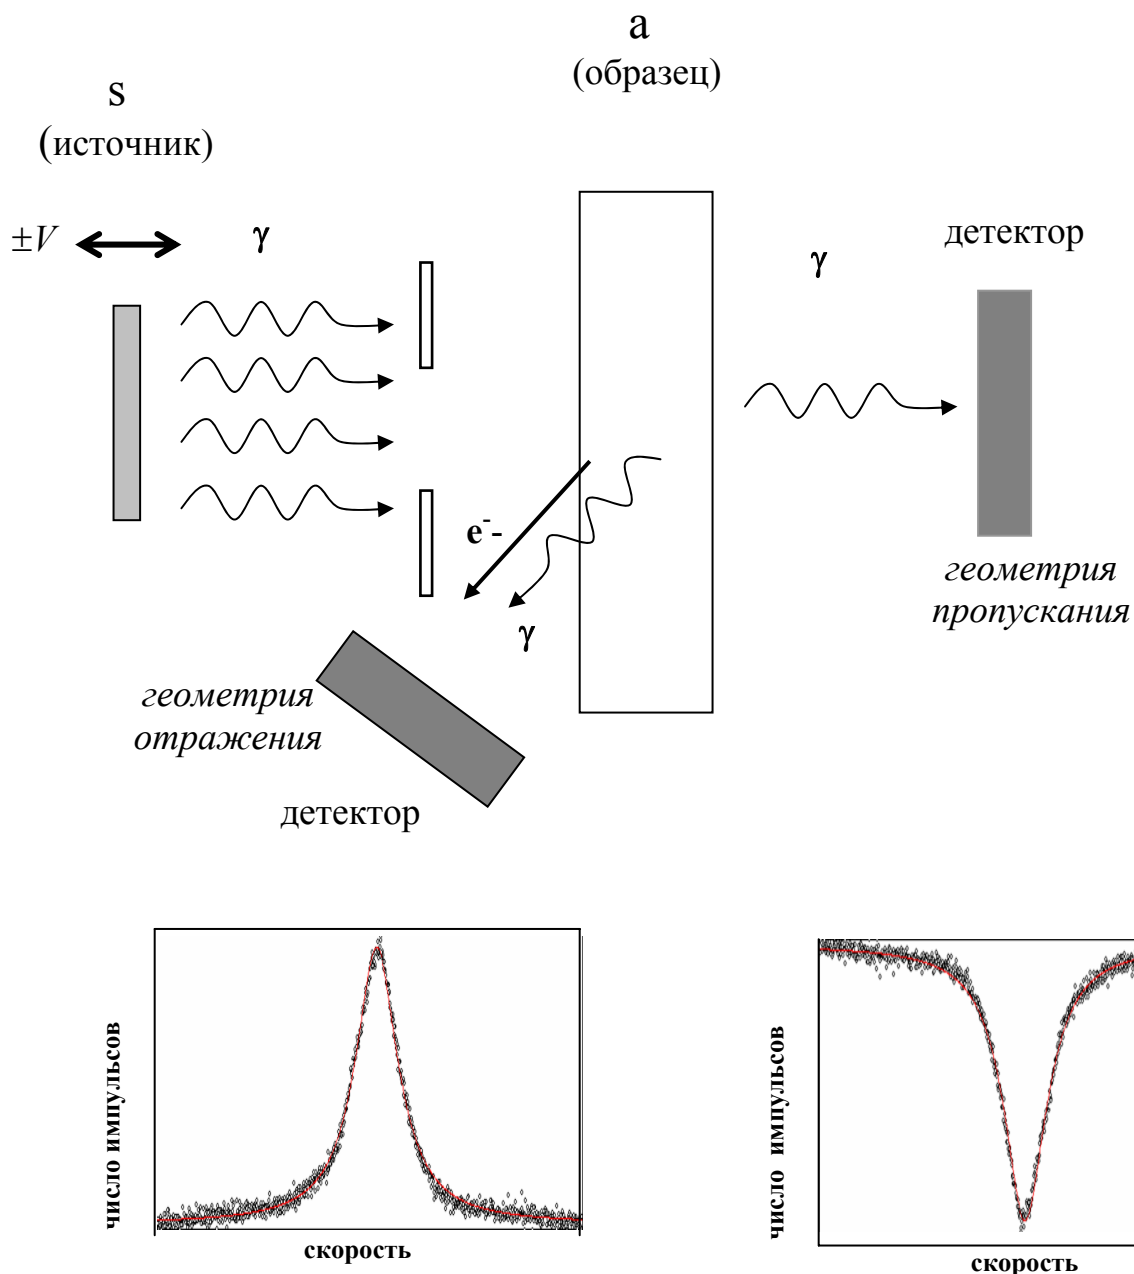 a
(образец)
s
(источник)
±V
γ
γ
детектор
e⁻-
γ
геометрия
пропускания
геометрия
отражения
детектор
число импульсов
скорость
число импульсов
скорость